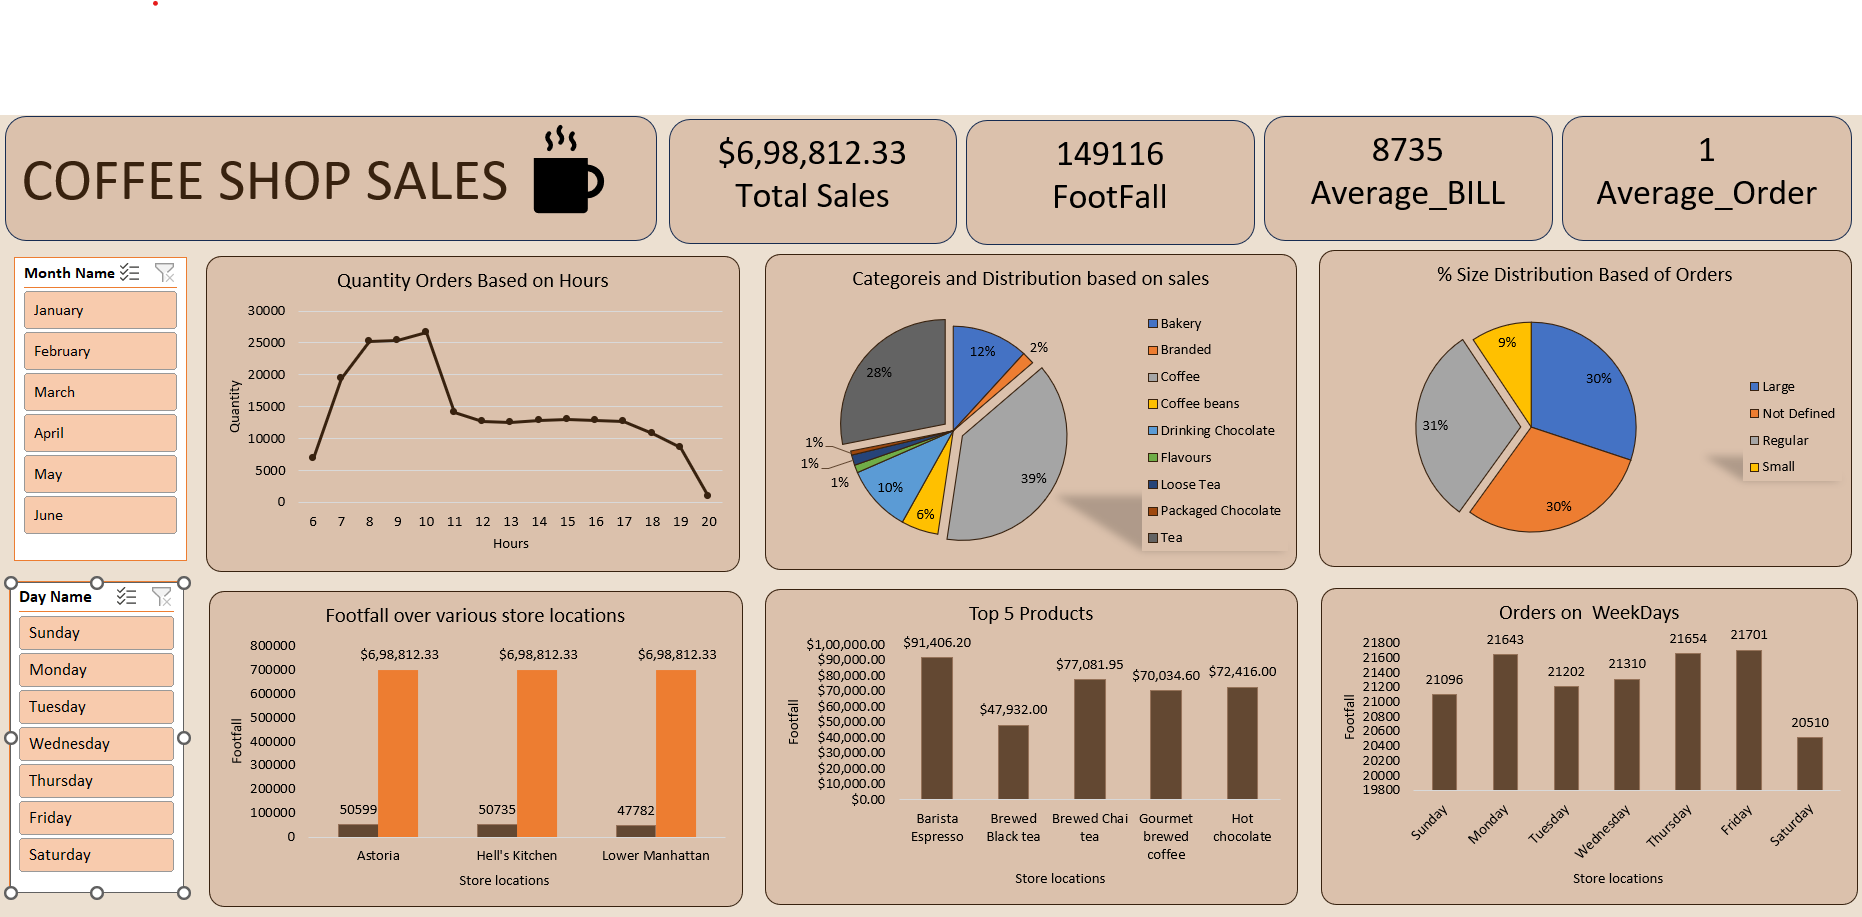 COFFEE SHOP SALES
$6,98,812.33
Total Sales
149116
FootFall
8735
Average_BILL
1
Average_Order
Month Name
January
February
March
April
May
June
Day Name
Sunday
Monday
Tuesday
Wednesday
Thursday
Friday
Saturday
Quantity Orders Based on Hours
30000
25000
20000
15000
10000
5000
0
Quantity
6 7 8 9 10 11 12 13 14 15 16 17 18 19 20
Hours
Categoreis and Distribution based on sales
12%
2%
39%
6%
10%
1%
1%
1%
28%
Bakery
Branded
Coffee
Coffee beans
Drinking Chocolate
Flavours
Loose Tea
Packaged Chocolate
Tea
% Size Distribution Based of Orders
30%
30%
31%
9%
Large
Not Defined
Regular
Small
Footfall over various store locations
800000
700000
600000
500000
400000
300000
200000
100000
0
Footfall
$6,98,812.33 $6,98,812.33 $6,98,812.33
50599 50735 47782
Astoria Hell's Kitchen Lower Manhattan
Store locations
Top 5 Products
$1,00,000.00
$90,000.00
$80,000.00
$70,000.00
$60,000.00
$50,000.00
$40,000.00
$30,000.00
$20,000.00
$10,000.00
$0.00
Footfall
$91,406.20
$47,932.00
$77,081.95
$70,034.60
$72,416.00
Barista
Espresso
Brewed
Black tea
Brewed Chai
tea
Gourmet
brewed
coffee
Hot
chocolate
Store locations
Orders on  WeekDays
21800
21600
21400
21200
21000
20800
20600
20400
20200
20000
19800
Footfall
21096
21643
21202
21310
21654
21701
20510
Sunday
Monday
Tuesday
Wednesday
Thursday
Friday
Saturday
Store locations